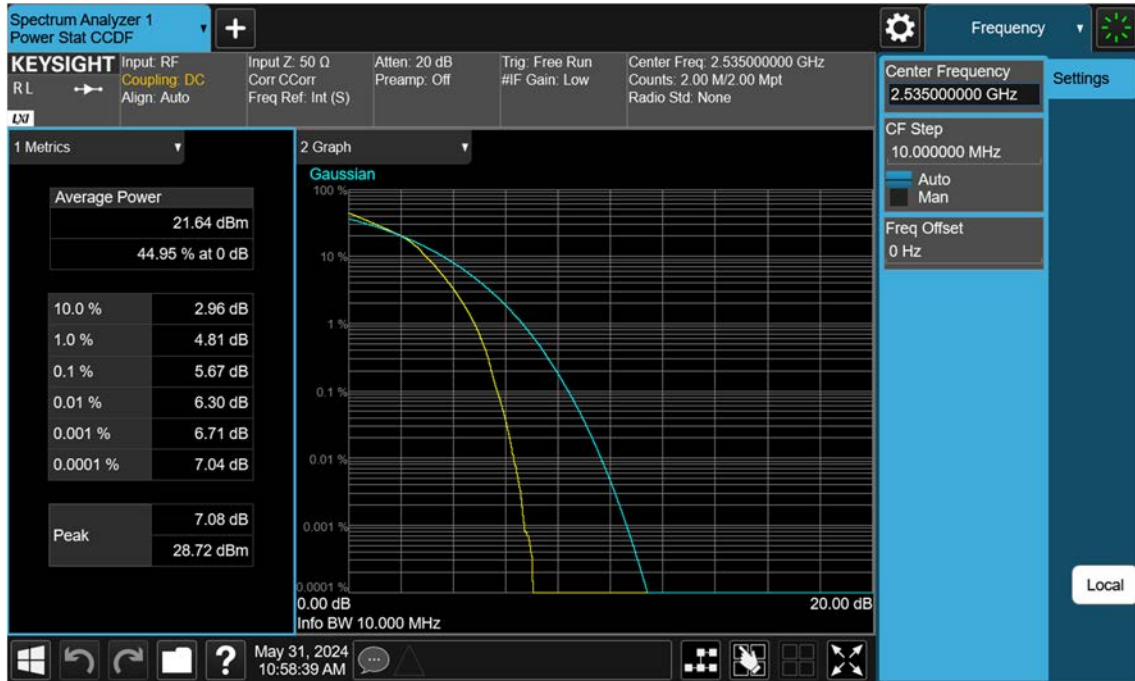 Spectrum Analyzer 1
Power Stat CCDF
Frequency
KEYSIGHT
R L
LXI
Input: RF
Coupling: DC
Align: Auto
Input Z: 50 Ω
Corr CCorr
Freq Ref: Int (S)
Atten: 20 dB
Preamp: Off
Trig: Free Run
#IF Gain: Low
Center Freq: 2.535000000 GHz
Counts: 2.00 M/2.00 Mpt
Radio Std: None
Center Frequency
2.535000000 GHz
Settings
CF Step
10.000000 MHz
Auto
Man
Freq Offset
0 Hz
Local
1 Metrics
Average Power
21.64 dBm
44.95 % at 0 dB
10.0 % 2.96 dB
1.0 % 4.81 dB
0.1 % 5.67 dB
0.01 % 6.30 dB
0.001 % 6.71 dB
0.0001 % 7.04 dB
Peak
7.08 dB
28.72 dBm
2 Graph
Gaussian
100 %
10 %
1 %
0.1 %
0.01 %
0.001 %
0.0001 %
0.00 dB 20.00 dB
Info BW 10.000 MHz
?
May 31, 2024
10:58:39 AM